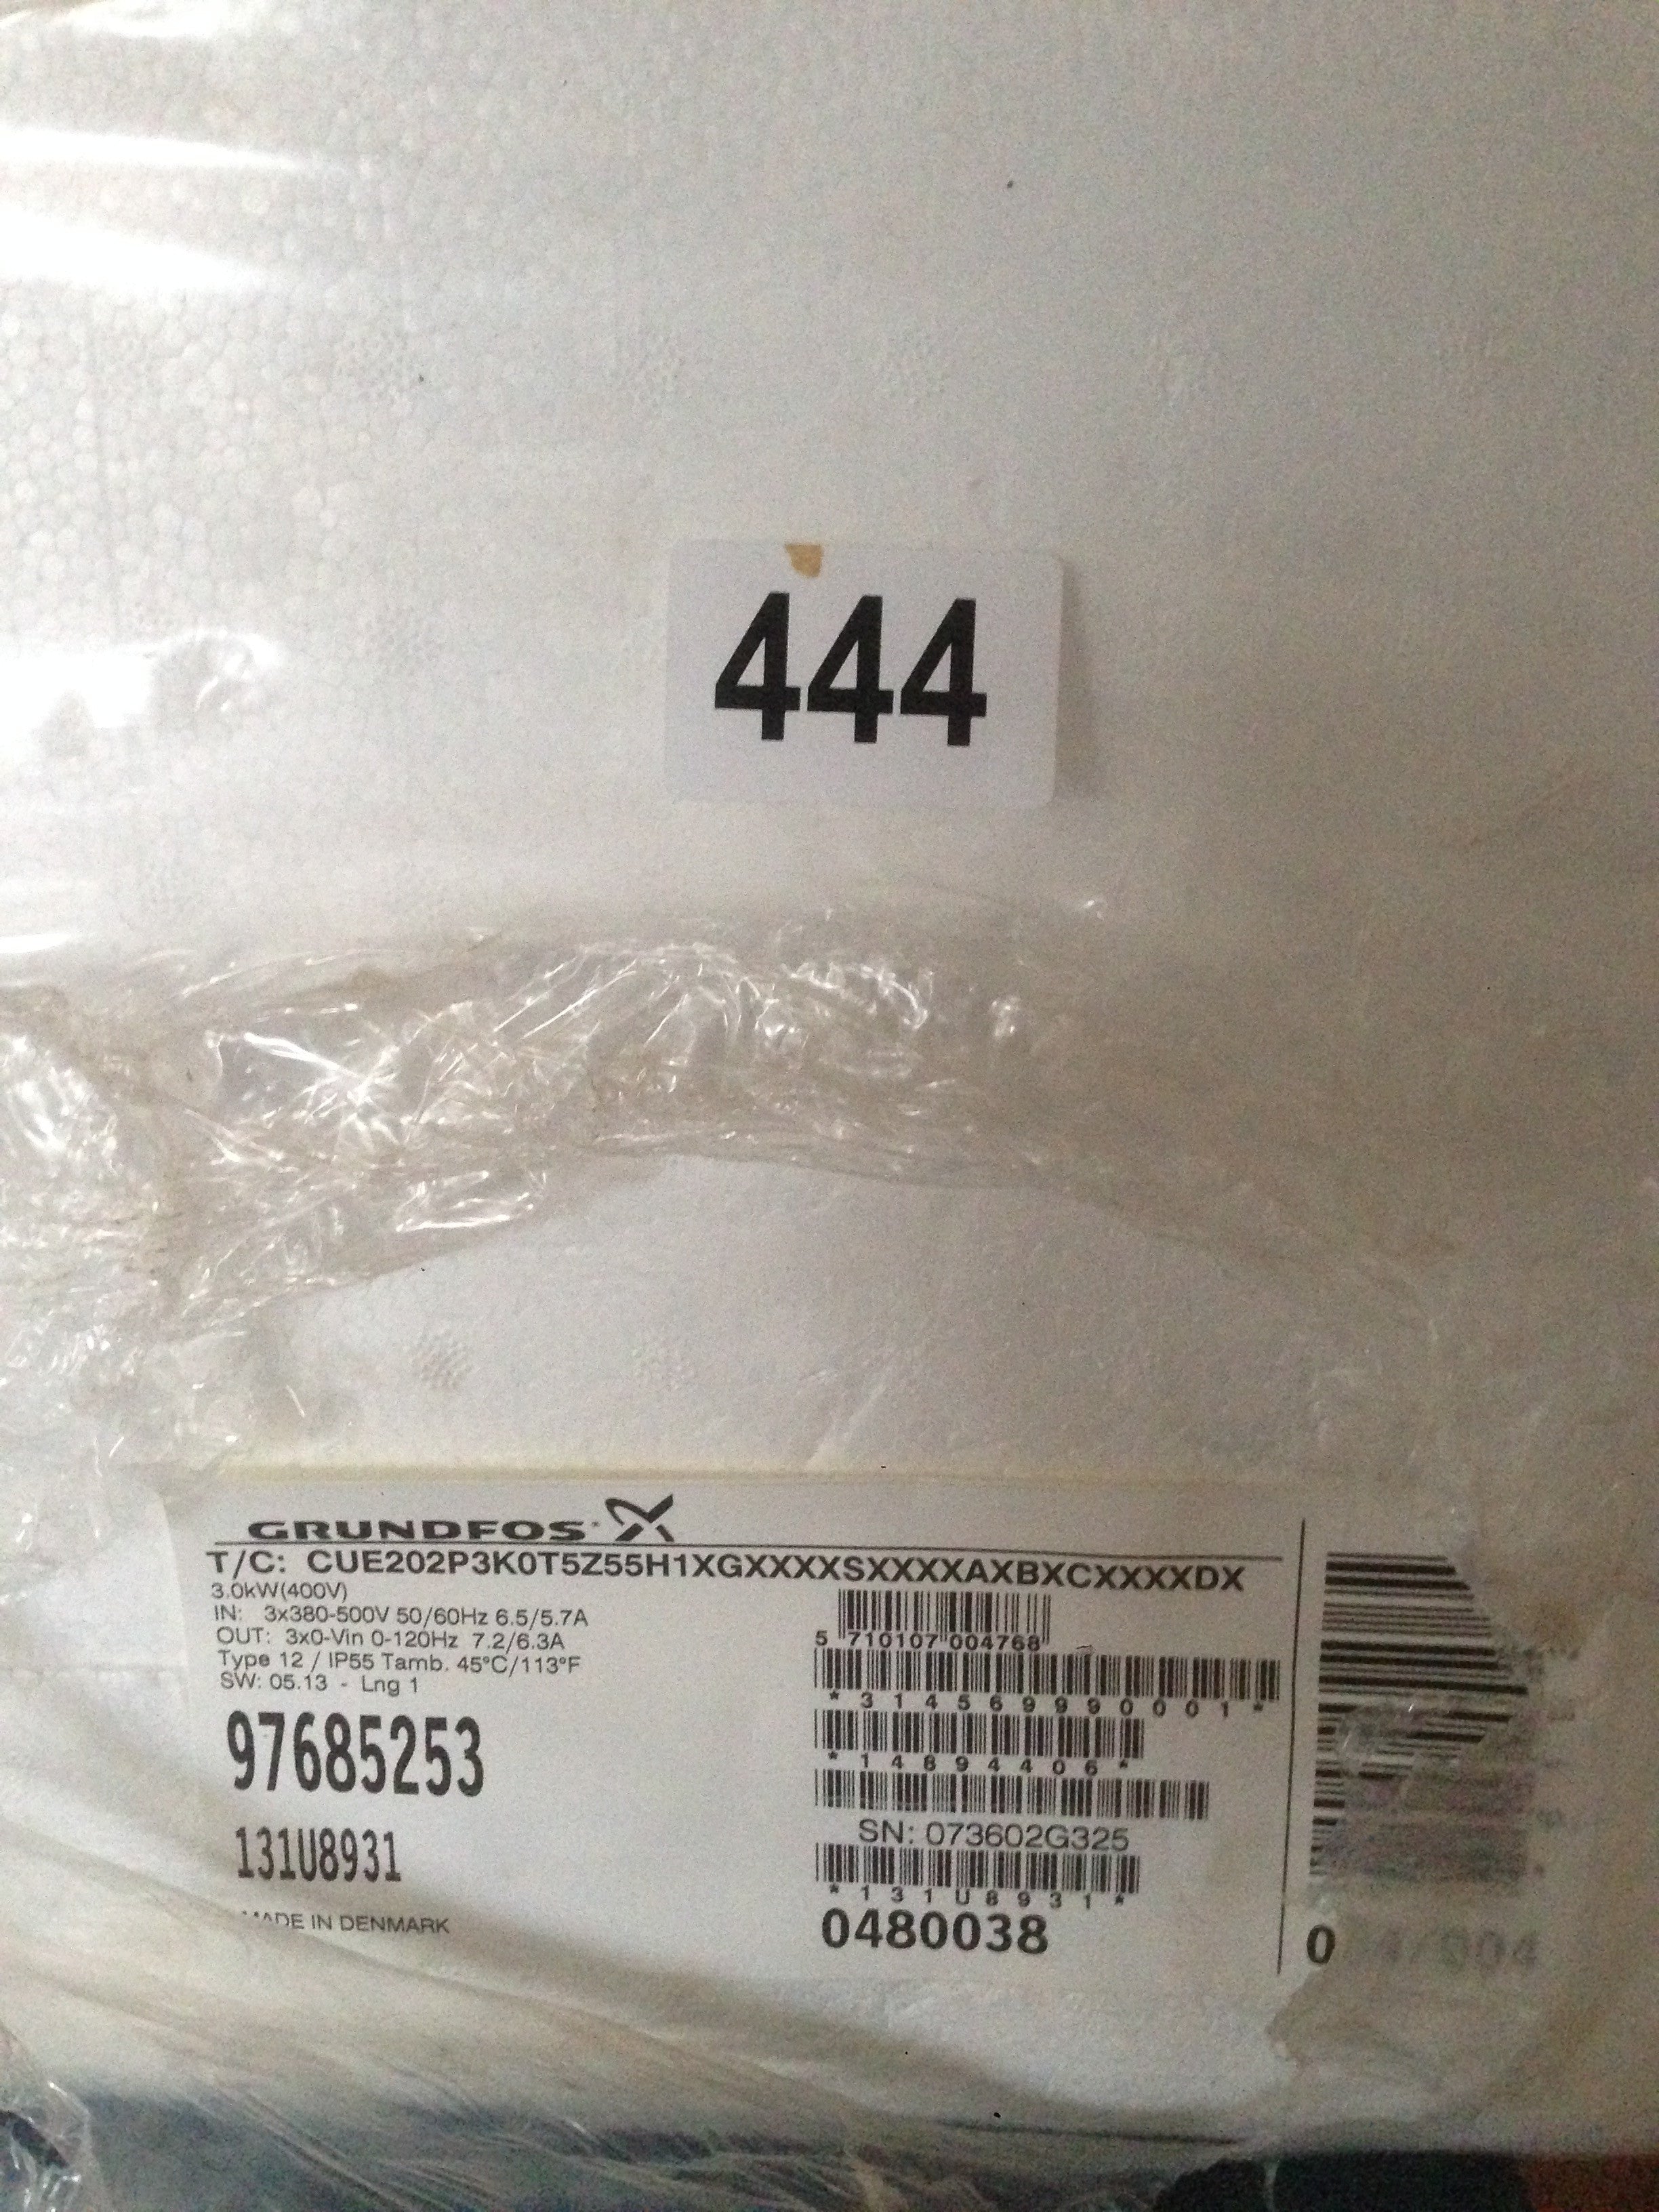 444
GRUNDFOS
T/C: CUE202P3K0T5Z55H1XGXXXXSXXXXAXBXCXXXXDX
3.0kW(400V)
IN: 3x380-500V 50/60Hz 6.5/5.7A
OUT: 3x0-Vin 0-120Hz 7.2/6.3A
Type 12 / IP55 Tamb. 45°C/113°F
SW: 05.13 - Lng 1
97685253
131U8931
MADE IN DENMARK
5 710107 004768
*314569990001*
*14894406*
SN: 073602G325
*131U8931*
0480038